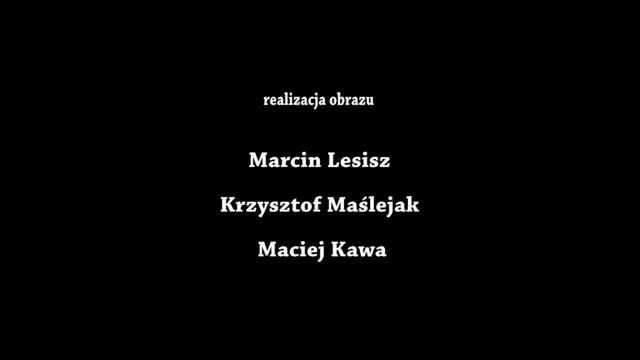 realizacja obrazu
Marcin Lesisz
Krzysztof Maślejak
Maciej Kawa